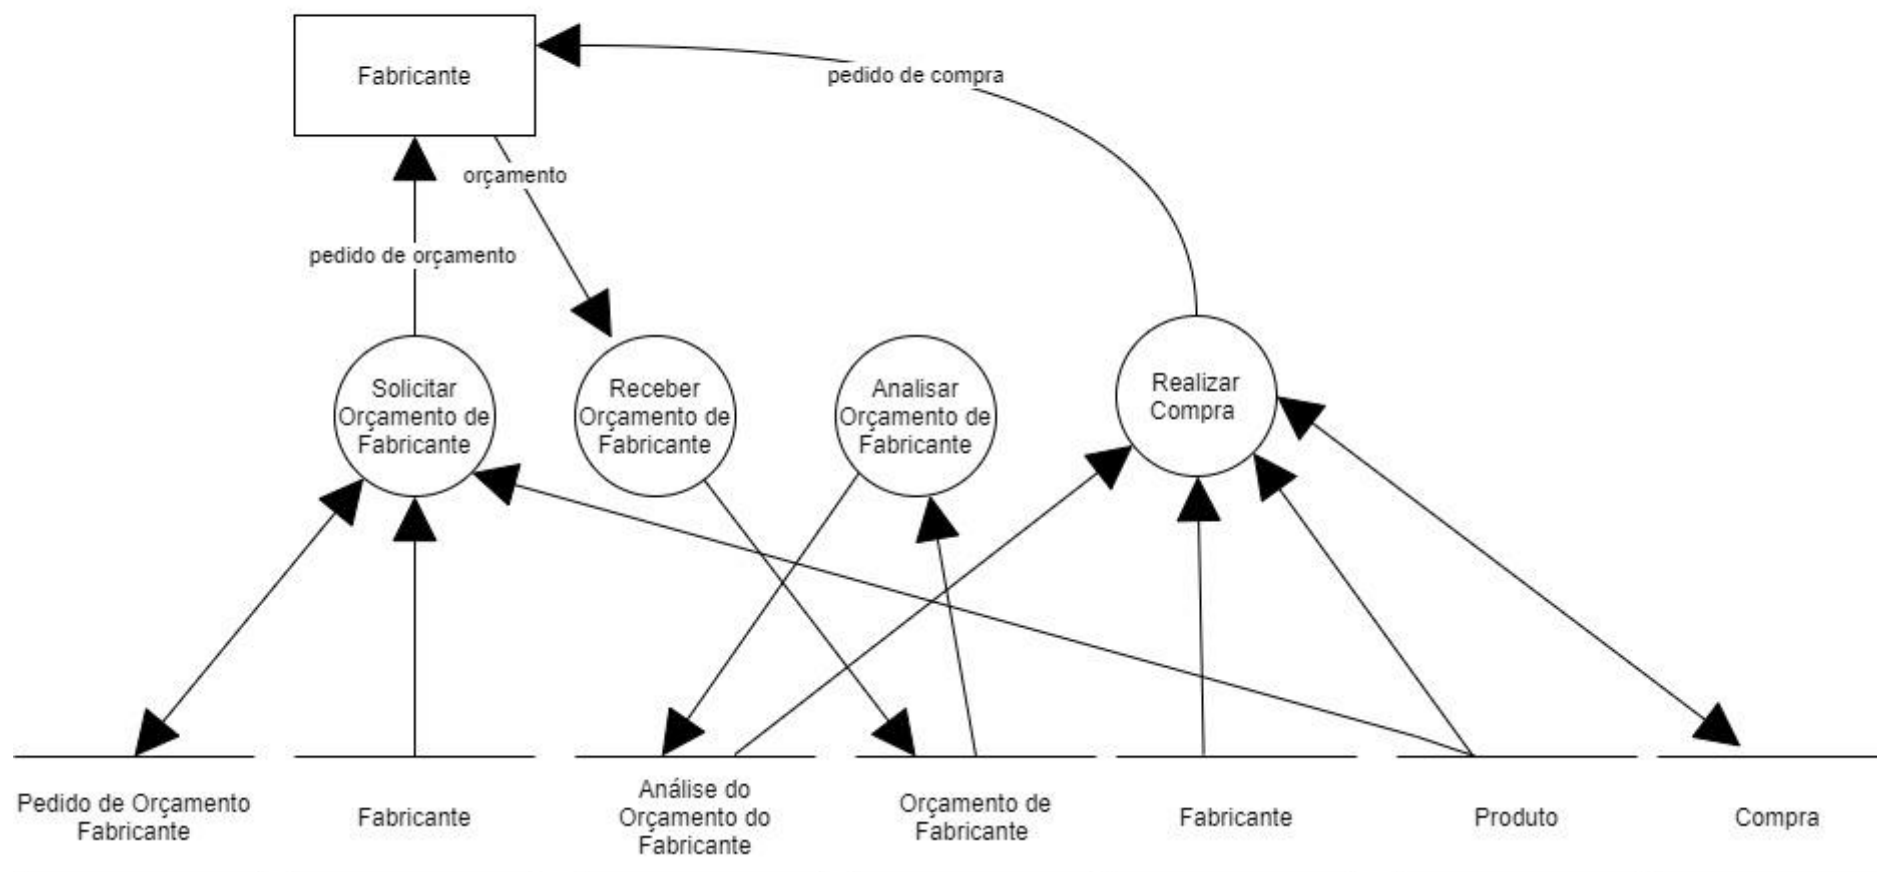 Fabricante
pedido de compra
orçamento
pedido de orçamento
Solicitar
Orçamento de
Fabricante
Receber
Orçamento de
Fabricante
Analisar
Orçamento de
Fabricante
Realizar
Compra
Pedido de Orçamento
Fabricante
Fabricante
Análise do
Orçamento do
Fabricante
Orçamento de
Fabricante
Fabricante
Produto
Compra